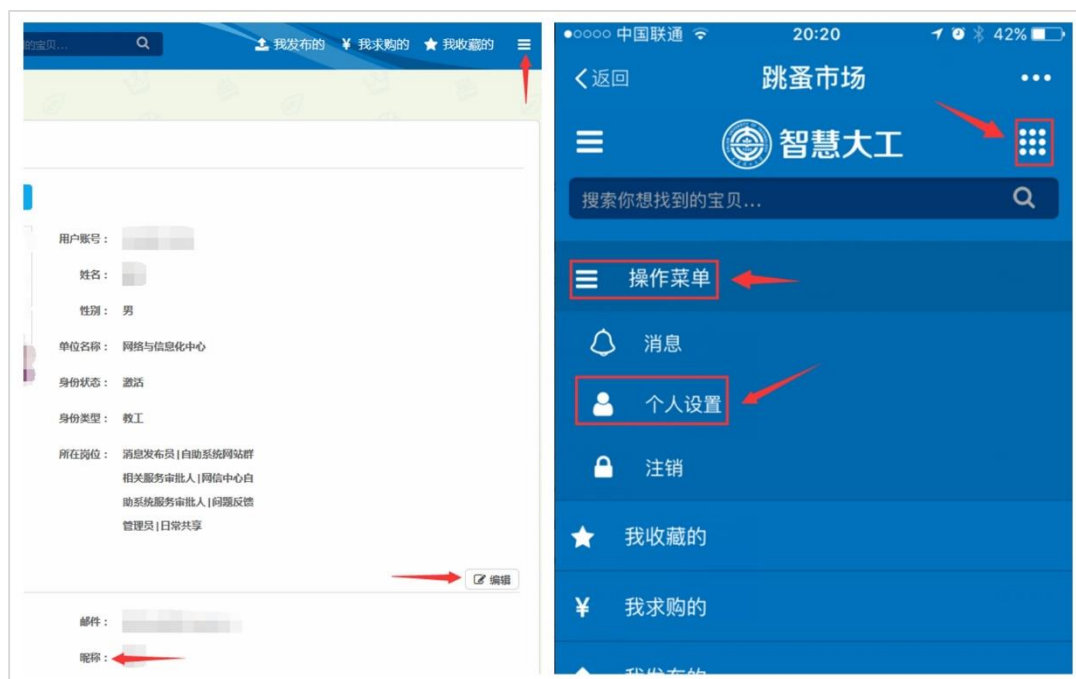 的宝贝...
我发布的 ¥ 我求购的 我收藏的
用户账号：
姓名：
性别： 男
单位名称： 网络与信息化中心
身份状态： 激活
身份类型： 教工
所在岗位： 消息发布员|自助系统网站群
相关服务审批人|网信中心自
助系统服务审批人|问题反馈
管理员|日常共享
编辑
邮件：
昵称：
中国联通 20:20 42%
返回 跳蚤市场
智慧大工
搜索你想找到的宝贝...
操作菜单
消息
个人设置
注销
我收藏的
¥ 我求购的
我发布的